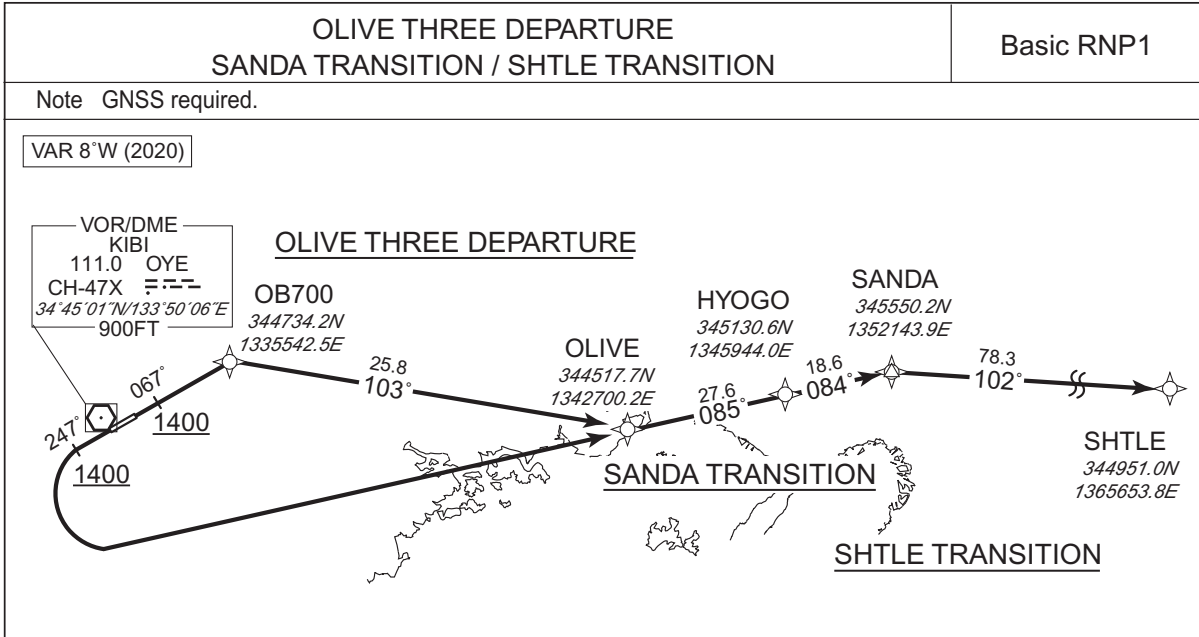 OLIVE THREE DEPARTURE
SANDA TRANSITION / SHTLE TRANSITION
Basic RNP1
Note GNSS required.
VAR 8°W (2020)
VOR/DME
KIBI
111.0 OYE
CH-47X
34°45′01″N/133°50′06″E
900FT
OLIVE THREE DEPARTURE
OB700
344734.2N
1335542.5E
OLIVE
344517.7N
1342700.2E
HYOGO
345130.6N
1345944.0E
SANDA
345550.2N
1352143.9E
SHTLE
344951.0N
1365653.8E
067°
1400
247°
1400
25.8
103°
27.6
085°
18.6
084°
78.3
102°
SANDA TRANSITION
SHTLE TRANSITION